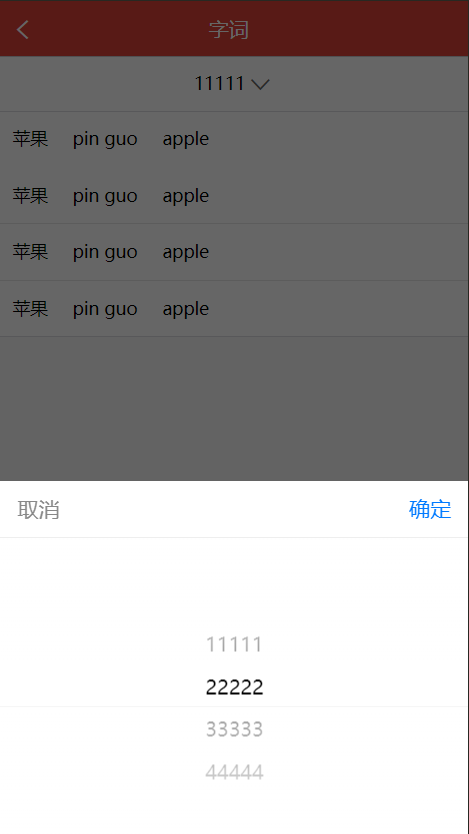 字词
11111
苹果 pin guo apple
苹果 pin guo apple
苹果 pin guo apple
苹果 pin guo apple
取消 确定
11111
22222
33333
44444